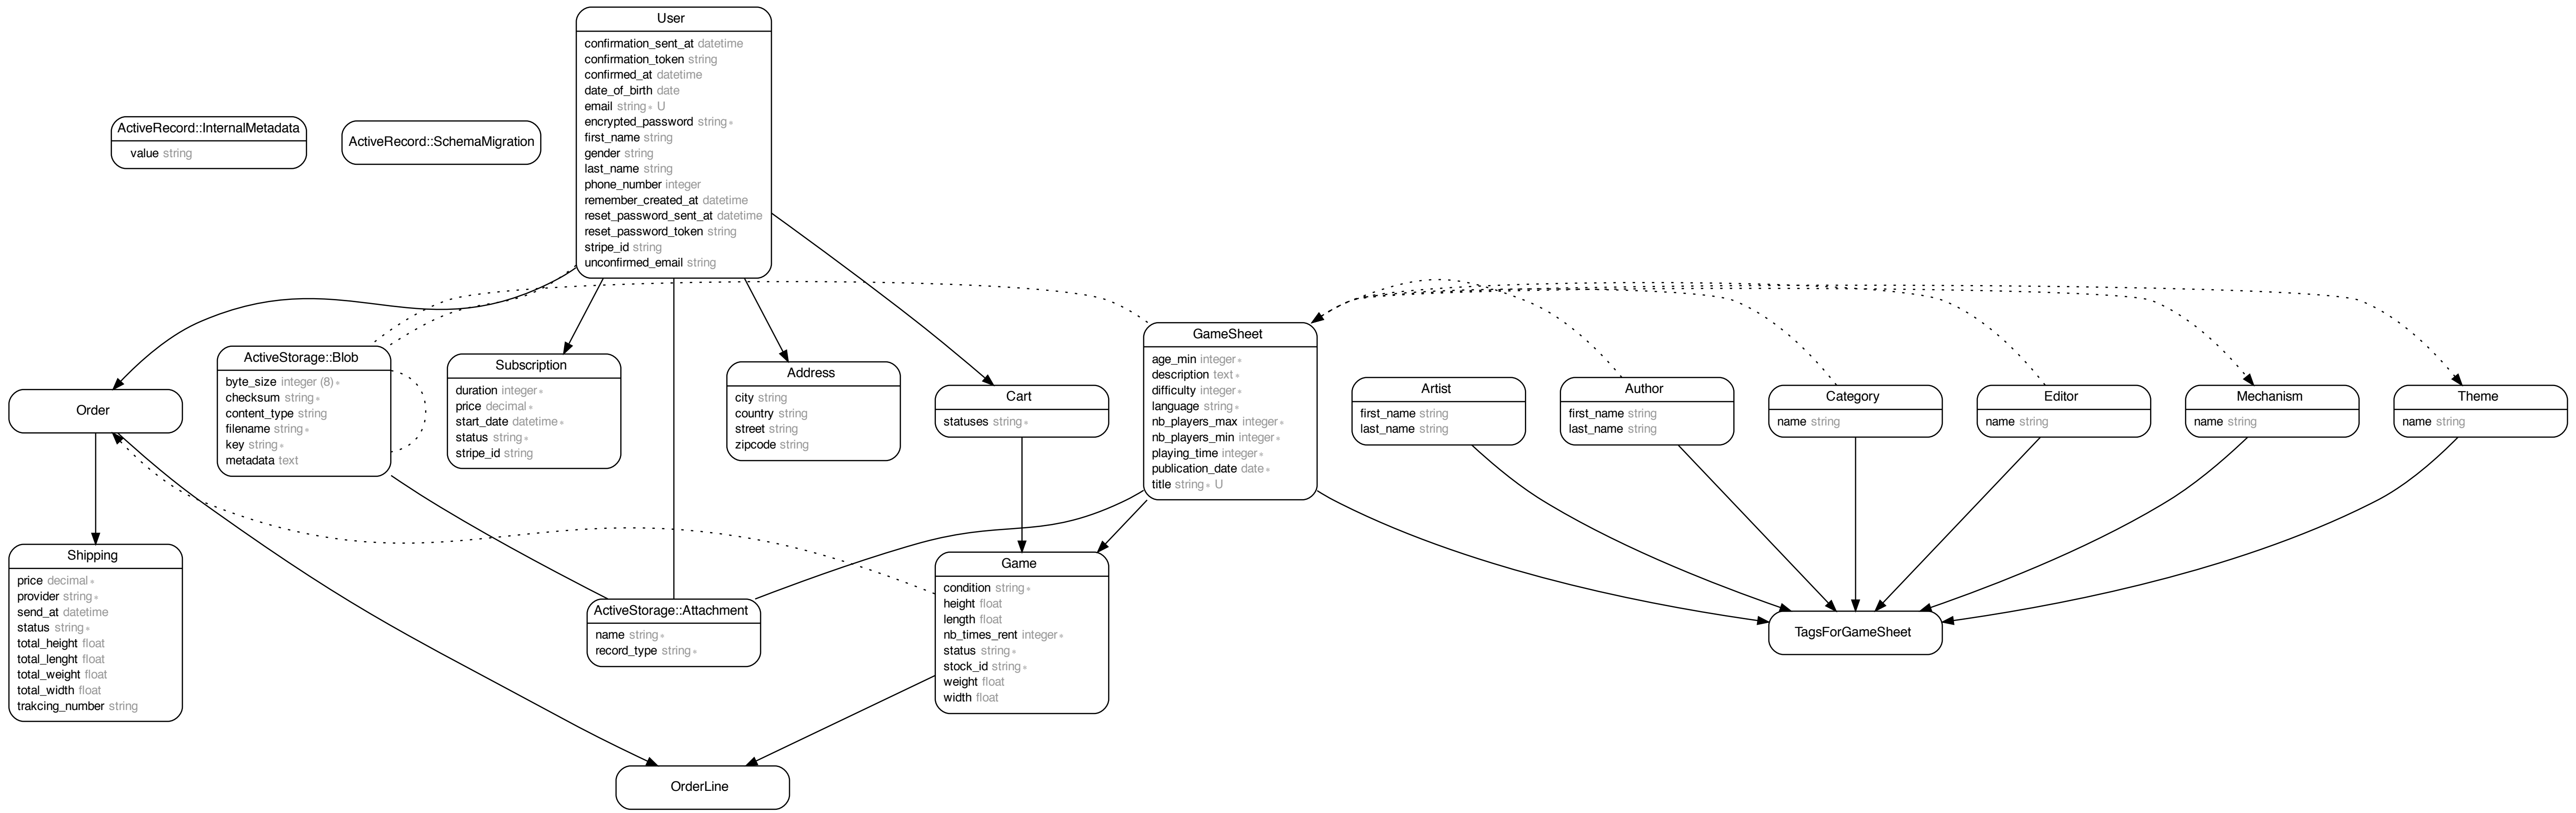 User
confirmation_sent_at datetime
confirmation_token string
confirmed_at datetime
date_of_birth date
email string∗ U
encrypted_password string∗
first_name string
gender string
last_name string
phone_number integer
remember_created_at datetime
reset_password_sent_at datetime
reset_password_token string
stripe_id string
unconfirmed_email string
ActiveRecord::InternalMetadata
value string
ActiveRecord::SchemaMigration
Order
ActiveStorage::Blob
byte_size integer (8)∗
checksum string∗
content_type string
filename string∗
key string∗
metadata text
Subscription
duration integer∗
price decimal∗
start_date datetime∗
status string∗
stripe_id string
Address
city string
country string
street string
zipcode string
Cart
statuses string∗
GameSheet
age_min integer∗
description text∗
difficulty integer∗
language string∗
nb_players_max integer∗
nb_players_min integer∗
playing_time integer∗
publication_date date∗
title string∗ U
Artist
first_name string
last_name string
Author
first_name string
last_name string
Category
name string
Editor
name string
Mechanism
name string
Theme
name string
Shipping
price decimal∗
provider string∗
send_at datetime
status string∗
total_height float
total_lenght float
total_weight float
total_width float
trakcing_number string
ActiveStorage::Attachment
name string∗
record_type string∗
Game
condition string∗
height float
length float
nb_times_rent integer∗
status string∗
stock_id string∗
weight float
width float
TagsForGameSheet
OrderLine